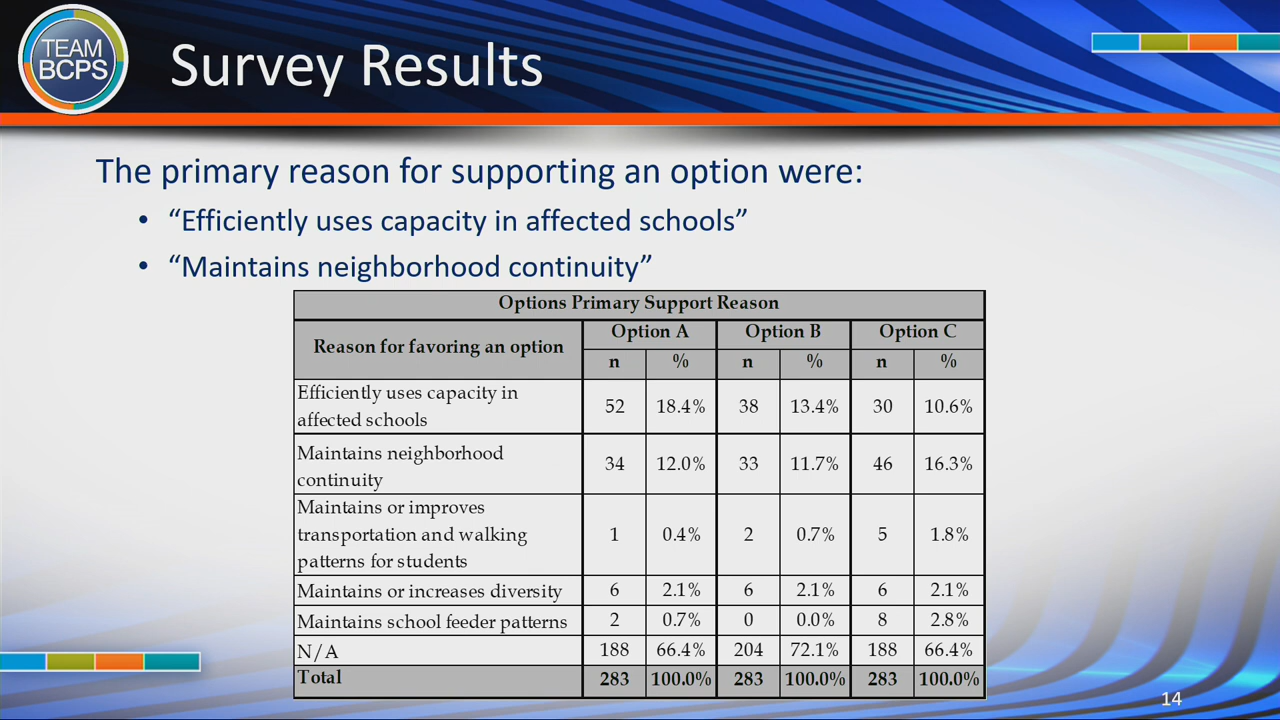 TEAM
BCPS
Survey Results
The primary reason for supporting an option were:
• “Efficiently uses capacity in affected schools”
• “Maintains neighborhood continuity”
Options Primary Support Reason
Reason for favoring an option Option A Option B Option C
n % n % n %
Efficiently uses capacity in
affected schools 52 18.4% 38 13.4% 30 10.6%
Maintains neighborhood
continuity 34 12.0% 33 11.7% 46 16.3%
Maintains or improves
transportation and walking
patterns for students 1 0.4% 2 0.7% 5 1.8%
Maintains or increases diversity 6 2.1% 6 2.1% 6 2.1%
Maintains school feeder patterns 2 0.7% 0 0.0% 8 2.8%
N/A 188 66.4% 204 72.1% 188 66.4%
Total 283 100.0% 283 100.0% 283 100.0%
14